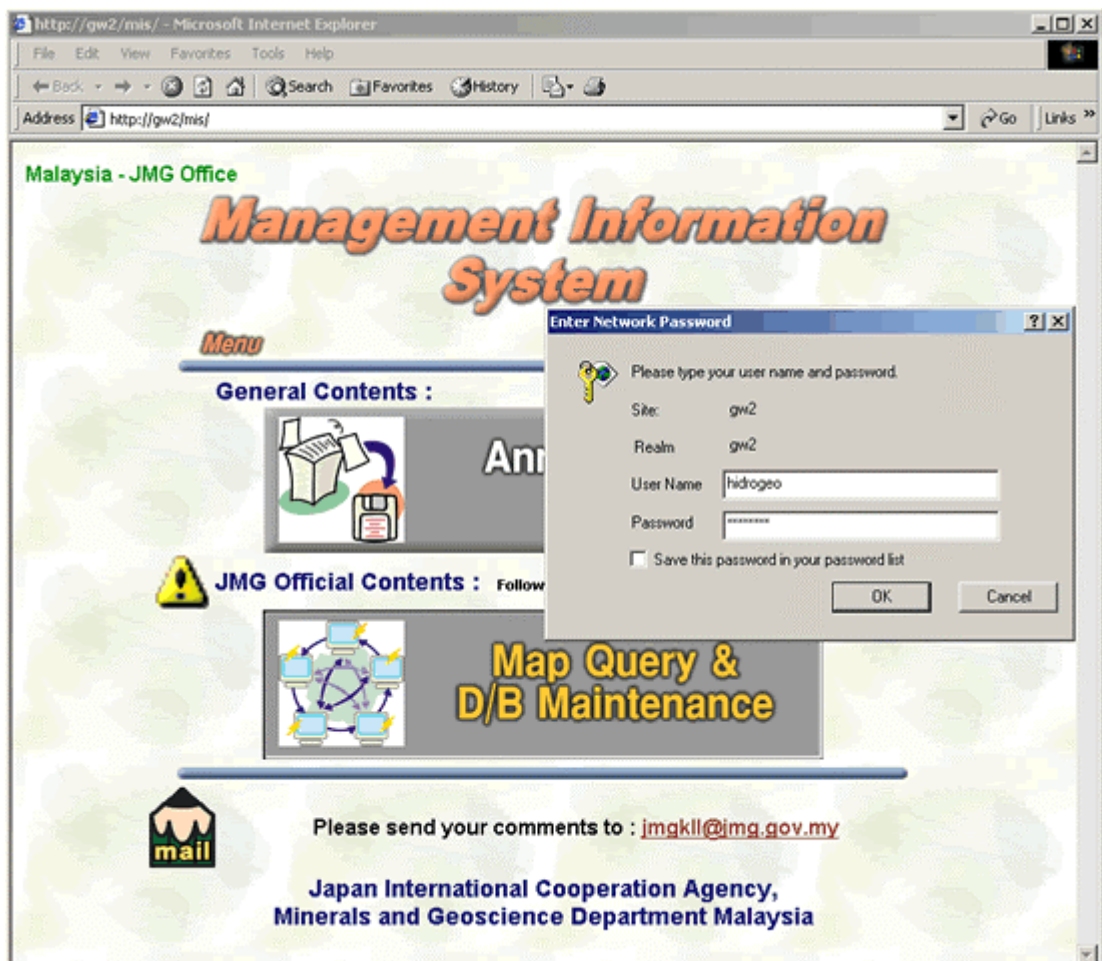 http://gw2/mis/ - Microsoft Internet Explorer
File Edit View Favorites Tools Help
Back Search Favorites History
Address http://gw2/mis/ Go Links »
Malaysia - JMG Office
Management Information
System
Menu
General Contents :
Ann
JMG Official Contents : Follow
Map Query &
D/B Maintenance
mail
Please send your comments to : jmgkll@jmg.gov.my
Japan International Cooperation Agency,
Minerals and Geoscience Department Malaysia
Enter Network Password
Please type your user name and password.
Site: gw2
Realm gw2
User Name hidrogeo
Password ********
Save this password in your password list
OK Cancel